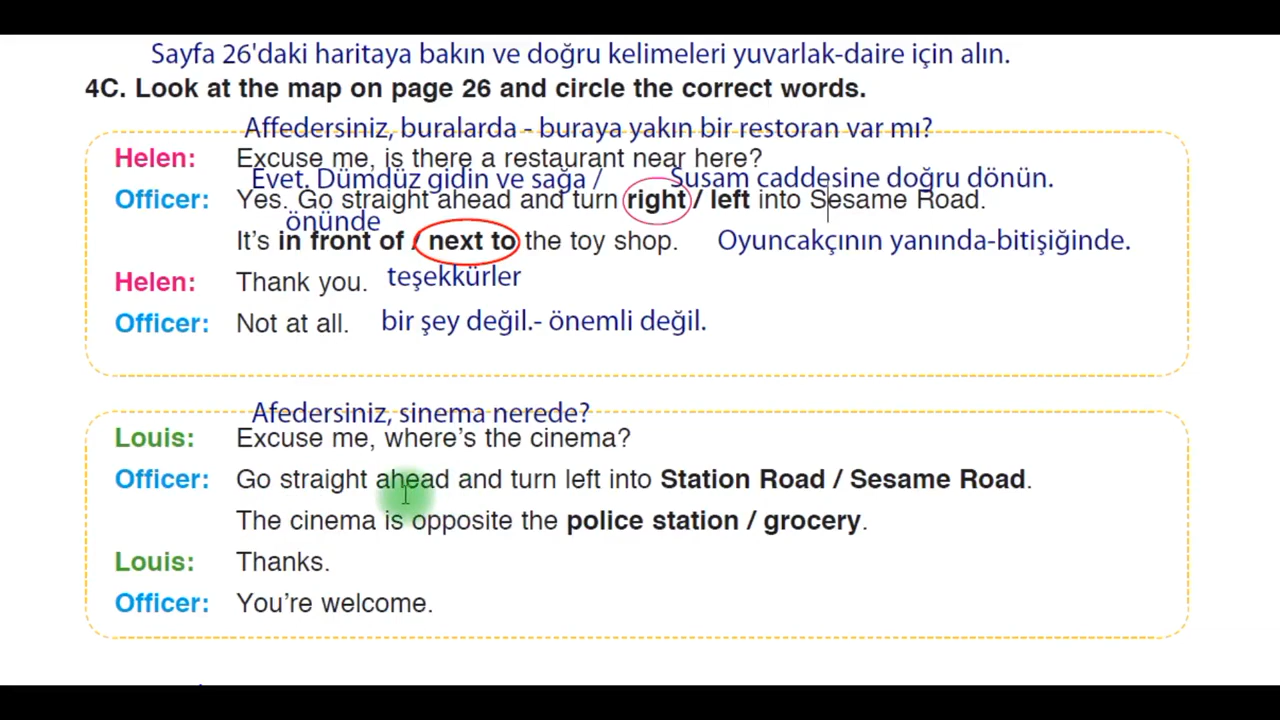 Sayfa 26'daki haritaya bakın ve doğru kelimeleri yuvarlak-daire için alın.
4C. Look at the map on page 26 and circle the correct words.
Affedersiniz, buralarda - buraya yakın bir restoran var mı?
Helen: Excuse me, is there a restaurant near here?
Evet. Dümdüz gidin ve sağa / Susam caddesine doğru dönün.
Officer: Yes. Go straight ahead and turn right / left into Sesame Road.
önünde
It's in front of / next to the toy shop. Oyuncakçının yanında-bitişiğinde.
Helen: Thank you. teşekkürler
Officer: Not at all. bir şey değil.- önemli değil.
Afedersiniz, sinema nerede?
Louis: Excuse me, where's the cinema?
Officer: Go straight ahead and turn left into Station Road / Sesame Road.
The cinema is opposite the police station / grocery.
Louis: Thanks.
Officer: You're welcome.